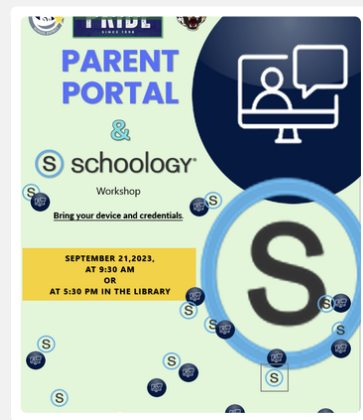 PRIDE
SINCE 1988
PARENT
PORTAL
&
S schoology®
Workshop
Bring your device and credentials.
SEPTEMBER 21,2023,
AT 9:30 AM
OR
AT 5:30 PM IN THE LIBRARY
S
S
S
S
S
S
S
S
S
S
S